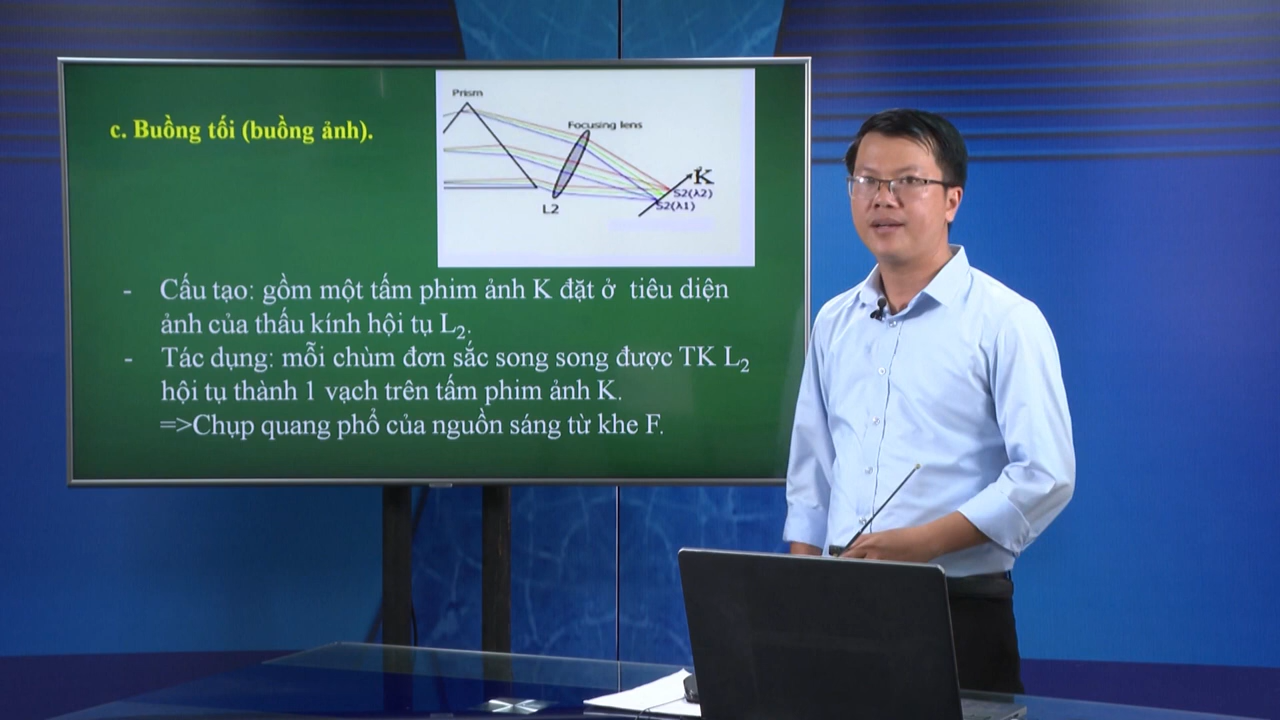 c. Buồng tối (buồng ảnh).
Prism
Focusing lens
K
S2(λ2)
S2(λ1)
L2
- Cấu tạo: gồm một tấm phim ảnh K đặt ở tiêu diện
ảnh của thấu kính hội tụ L2.
- Tác dụng: mỗi chùm đơn sắc song song được TK L2
hội tụ thành 1 vạch trên tấm phim ảnh K.
=>Chụp quang phổ của nguồn sáng từ khe F.